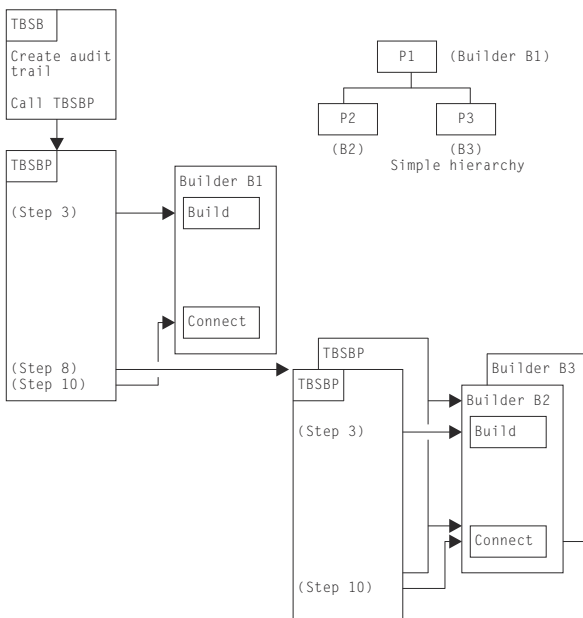 TBSB
Create audit
trail
Call TBSBP
P1
(Builder B1)
P2
P3
(B2)
(B3)
Simple hierarchy
TBSBP
(Step 3)
(Step 8)
(Step 10)
Builder B1
Build
Connect
TBSBP
TBSBP
(Step 3)
(Step 10)
Builder B3
Builder B2
Build
Connect